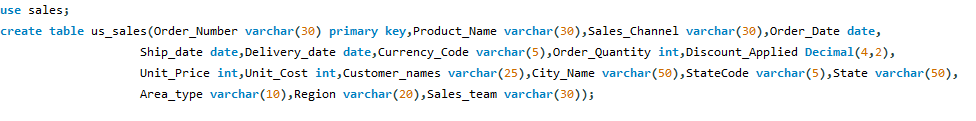 use sales;
create table us_sales(Order_Number varchar(30) primary key,Product_Name varchar(30),Sales_Channel varchar(30),Order_Date date,
Ship_date date,Delivery_date date,Currency_Code varchar(5),Order_Quantity int,Discount_Applied Decimal(4,2),
Unit_Price int,Unit_Cost int,Customer_names varchar(25),City_Name varchar(50),StateCode varchar(5),State varchar(50),
Area_type varchar(10),Region varchar(20),Sales_team varchar(30));